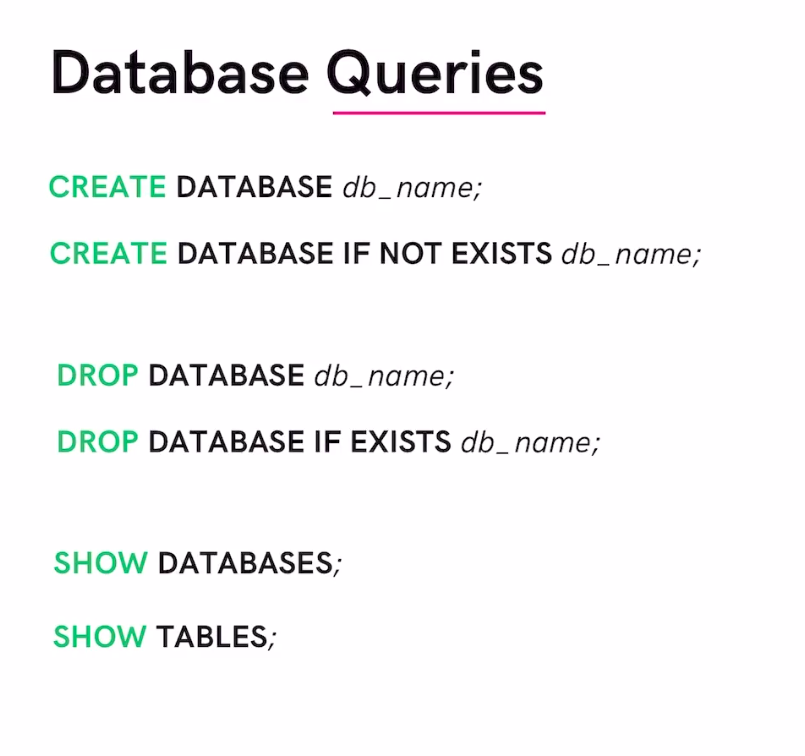 Database Queries
CREATE DATABASE db_name;
CREATE DATABASE IF NOT EXISTS db_name;
DROP DATABASE db_name;
DROP DATABASE IF EXISTS db_name;
SHOW DATABASES;
SHOW TABLES;